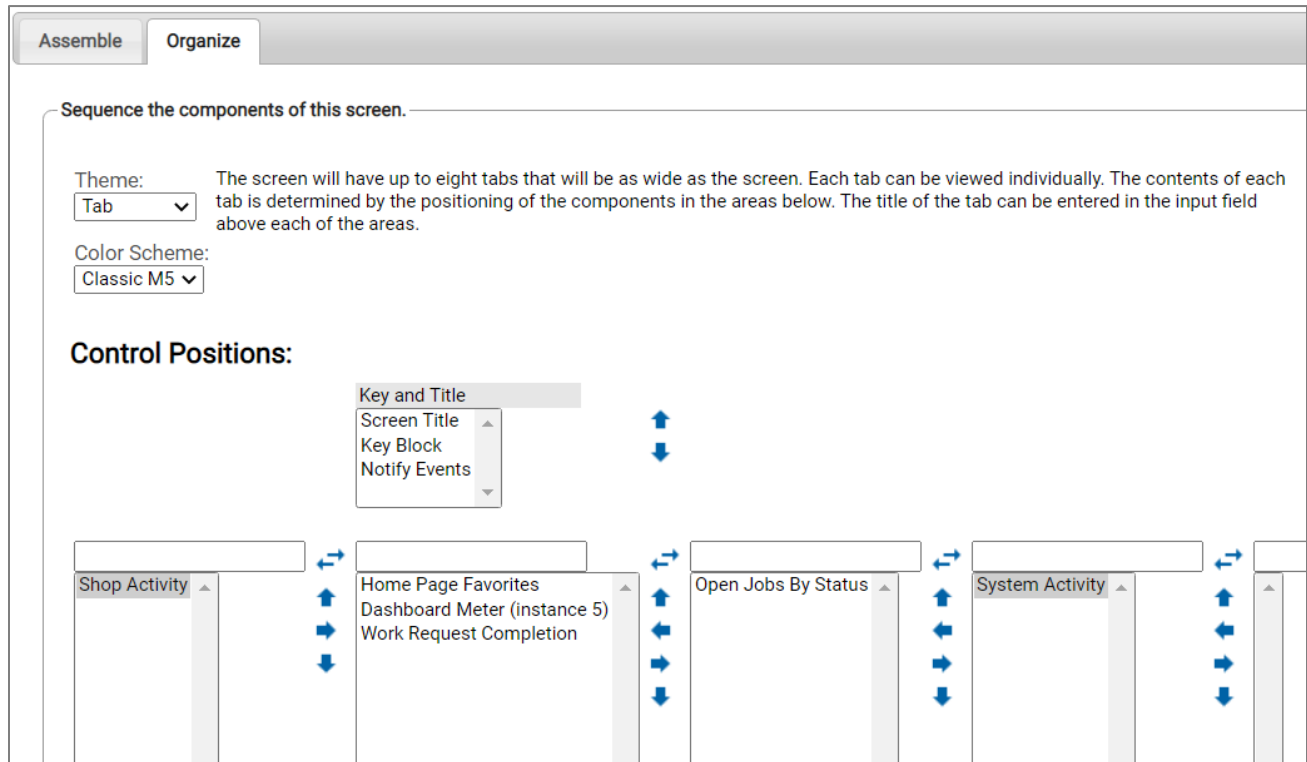 Assemble
Organize
Sequence the components of this screen.
Theme:
Tab
The screen will have up to eight tabs that will be as wide as the screen. Each tab can be viewed individually. The contents of each
tab is determined by the positioning of the components in the areas below. The title of the tab can be entered in the input field
above each of the areas.
Color Scheme:
Classic M5
Control Positions:
Key and Title
Screen Title
Key Block
Notify Events
Shop Activity
Home Page Favorites
Dashboard Meter (instance 5)
Work Request Completion
Open Jobs By Status
System Activity